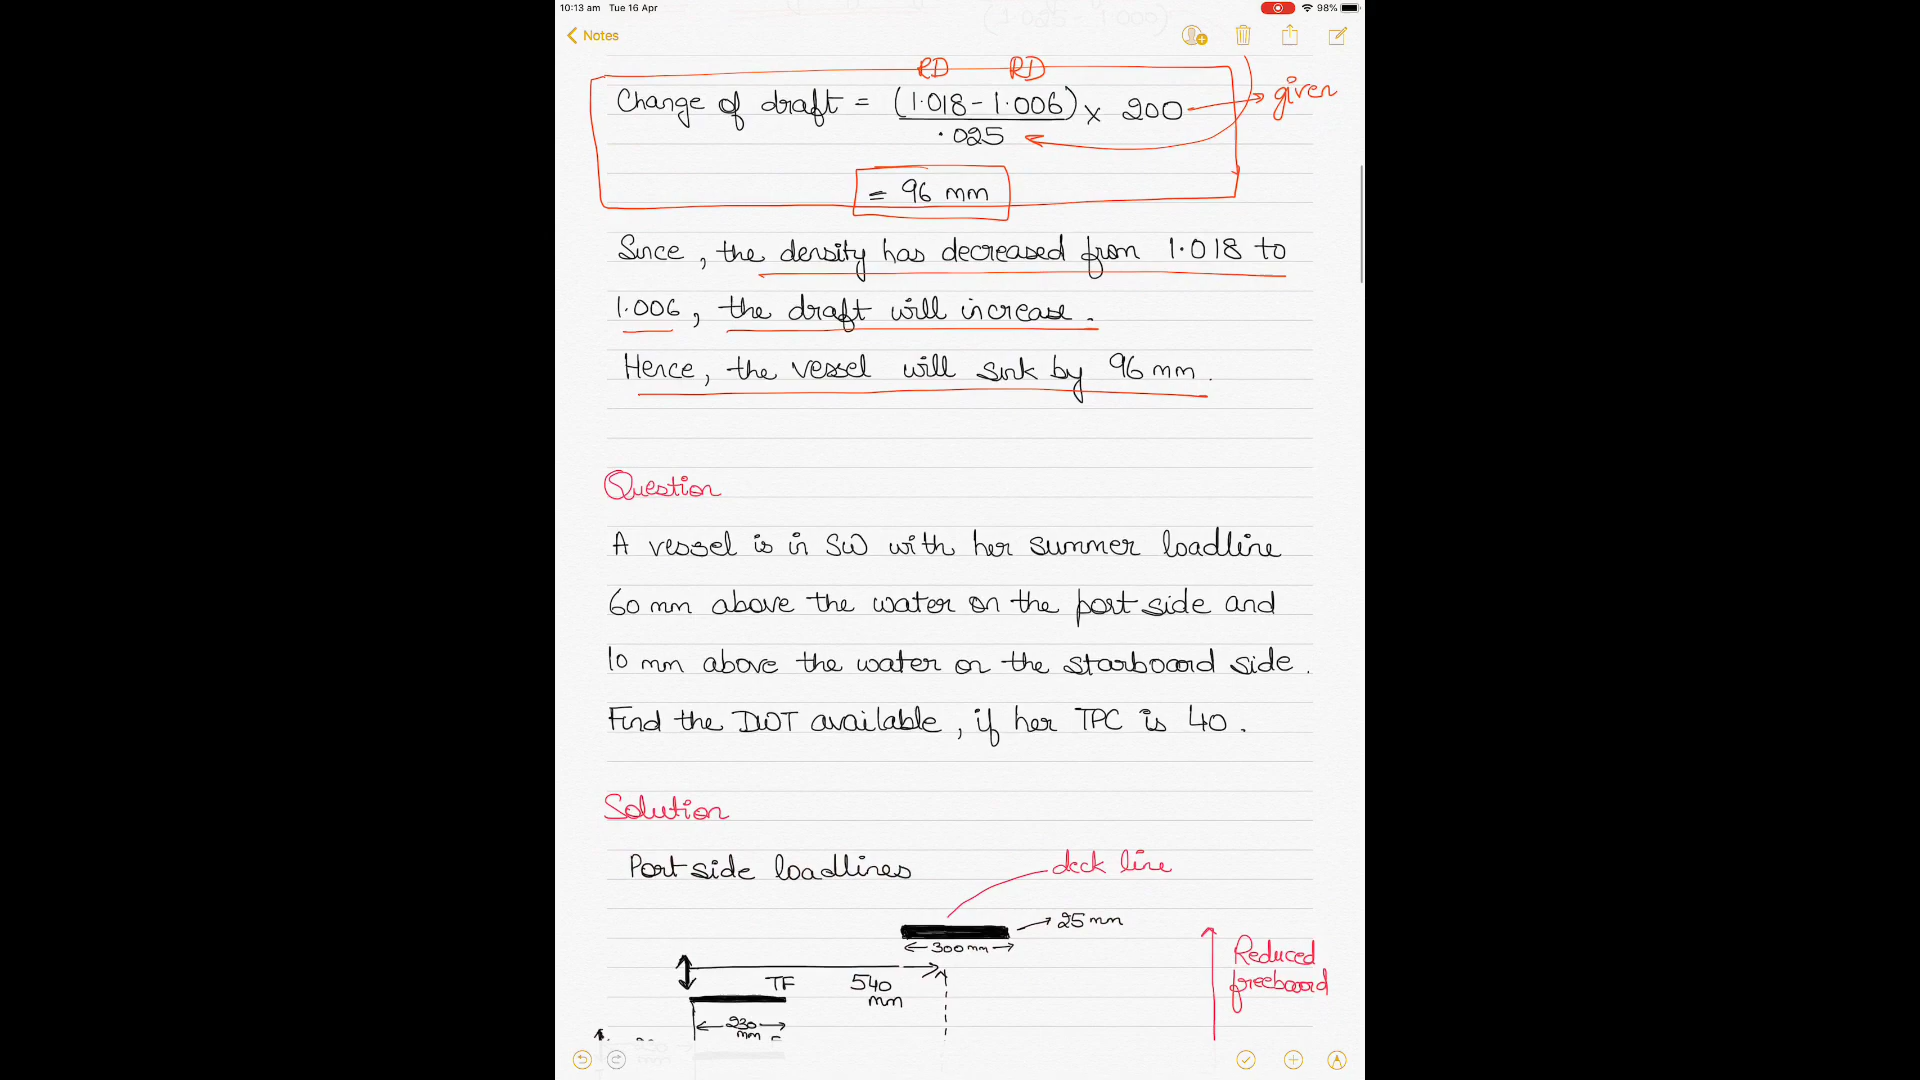 10:13 am Tue 16 Apr
98%
Notes
RD RD
Change of draft = (1.018 - 1.006) x 200
given
.025
= 96 mm
Since, the density has decreased from 1.018 to
1.006, the draft will increase.
Hence, the vessel will sink by 96 mm.
Question
A vessel is in SW with her summer loadline
60 mm above the water on the port side and
10 mm above the water on the starboard side.
Find the DWT available, if her TPC is 40.
Solution
Port side loadlines
deck line
25 mm
300 mm
TF 540 mm
Reduced
freeboard
230 mm